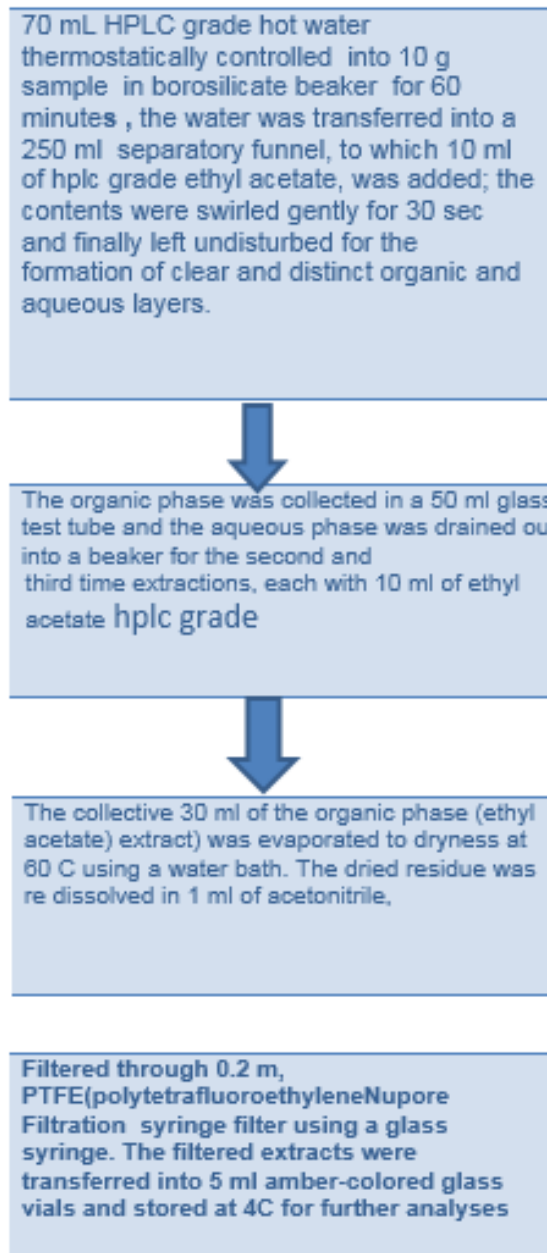 70 mL HPLC grade hot water
thermostatically controlled into 10 g
sample in borosilicate beaker for 60
minutes , the water was transferred into a
250 ml separatory funnel, to which 10 ml
of hplc grade ethyl acetate, was added; the
contents were swirled gently for 30 sec
and finally left undisturbed for the
formation of clear and distinct organic and
aqueous layers.
The organic phase was collected in a 50 ml glass
test tube and the aqueous phase was drained ou
into a beaker for the second and
third time extractions, each with 10 ml of ethyl
acetate hplc grade
The collective 30 ml of the organic phase (ethyl
acetate) extract) was evaporated to dryness at
60 C using a water bath. The dried residue was
re dissolved in 1 ml of acetonitrile,
Filtered through 0.2 m,
PTFE(polytetrafluoroethyleneNupore
Filtration syringe filter using a glass
syringe. The filtered extracts were
transferred into 5 ml amber-colored glass
vials and stored at 4C for further analyses